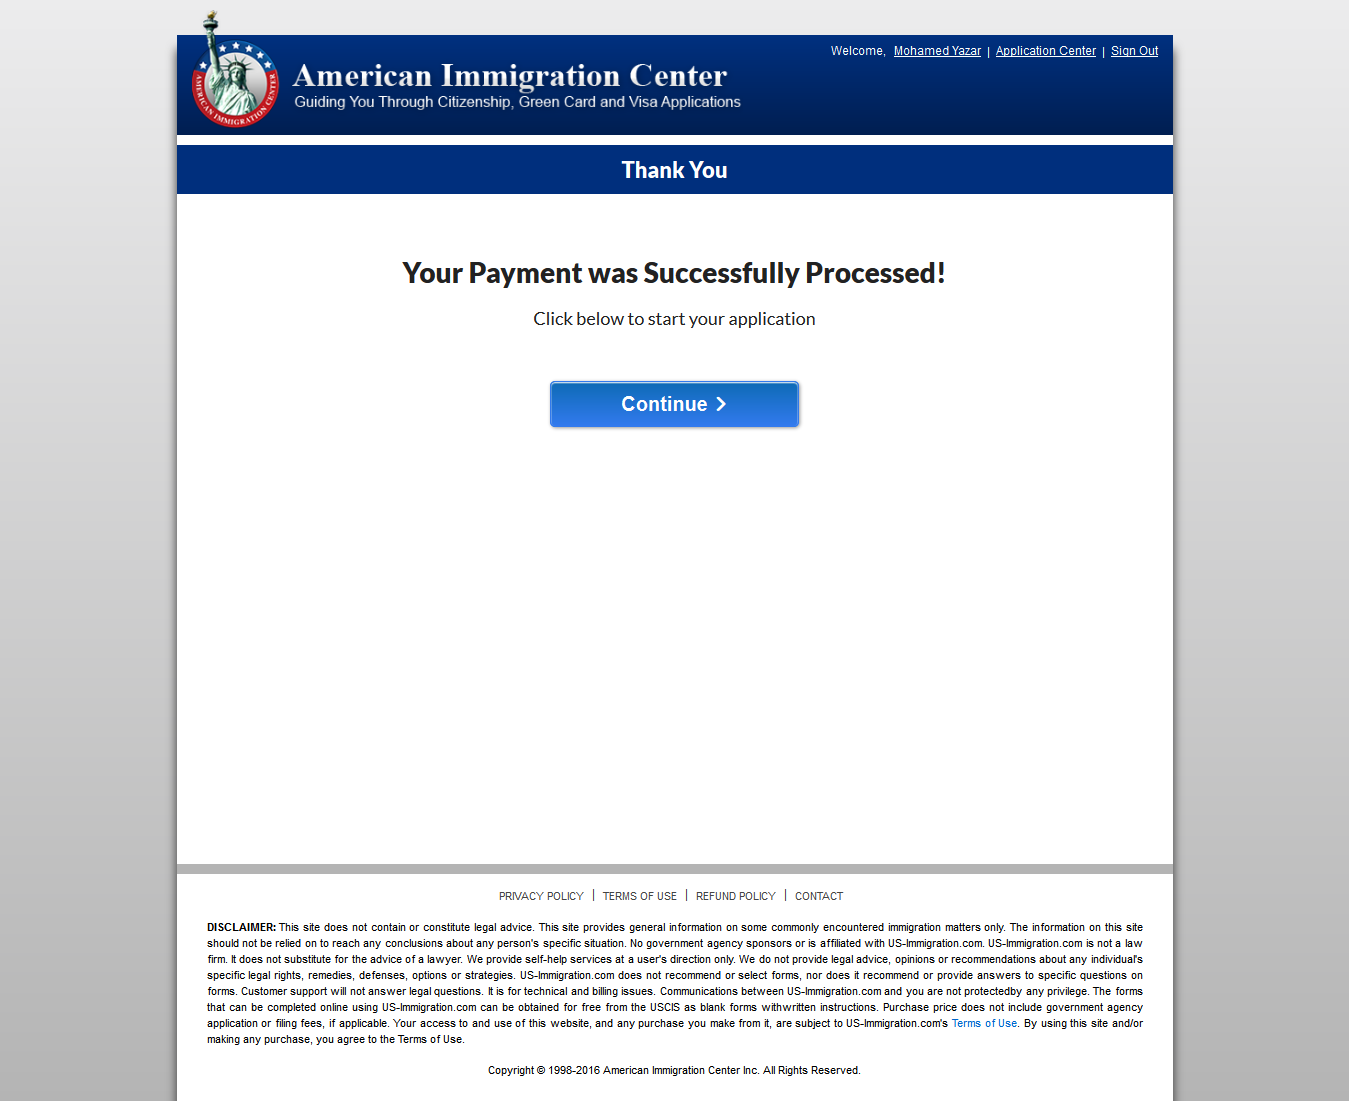 Welcome, Mohamed Yazar | Application Center | Sign Out
AMERICAN IMMIGRATION CENTER
American Immigration Center
Guiding You Through Citizenship, Green Card and Visa Applications
Thank You
Your Payment was Successfully Processed!
Click below to start your application
Continue
PRIVACY POLICY | TERMS OF USE | REFUND POLICY | CONTACT
DISCLAIMER: This site does not contain or constitute legal advice. This site provides general information on some commonly encountered immigration matters only. The information on this site
should not be relied on to reach any conclusions about any person's specific situation. No government agency sponsors or is affiliated with US-Immigration.com. US-Immigration.com is not a law
firm. It does not substitute for the advice of a lawyer. We provide self-help services at a user's direction only. We do not provide legal advice, opinions or recommendations about any individual's
specific legal rights, remedies, defenses, options or strategies. US-Immigration.com does not recommend or select forms, nor does it recommend or provide answers to specific questions on
forms. Customer support will not answer legal questions. It is for technical and billing issues. Communications between US-Immigration.com and you are not protectedby any privilege. The forms
that can be completed online using US-Immigration.com can be obtained for free from the USCIS as blank forms withwritten instructions. Purchase price does not include government agency
application or filing fees, if applicable. Your access to and use of this website, and any purchase you make from it, are subject to US-Immigration.com's Terms of Use. By using this site and/or
making any purchase, you agree to the Terms of Use.
Copyright © 1998-2016 American Immigration Center Inc. All Rights Reserved.